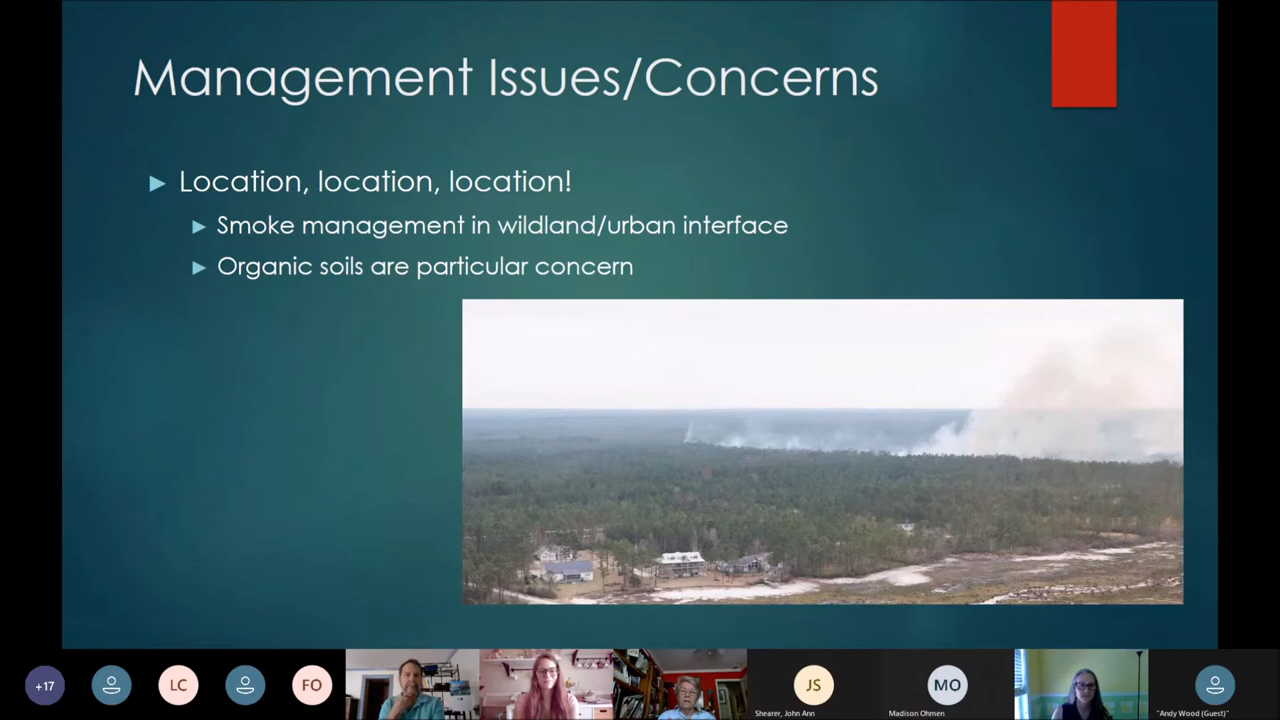 Management Issues/Concerns
Location, location, location!
Smoke management in wildland/urban interface
Organic soils are particular concern
+17
LC
FO
JS
MO
Shearer, John Ann
Madison Ohmen
"Andy Wood (Guest)"